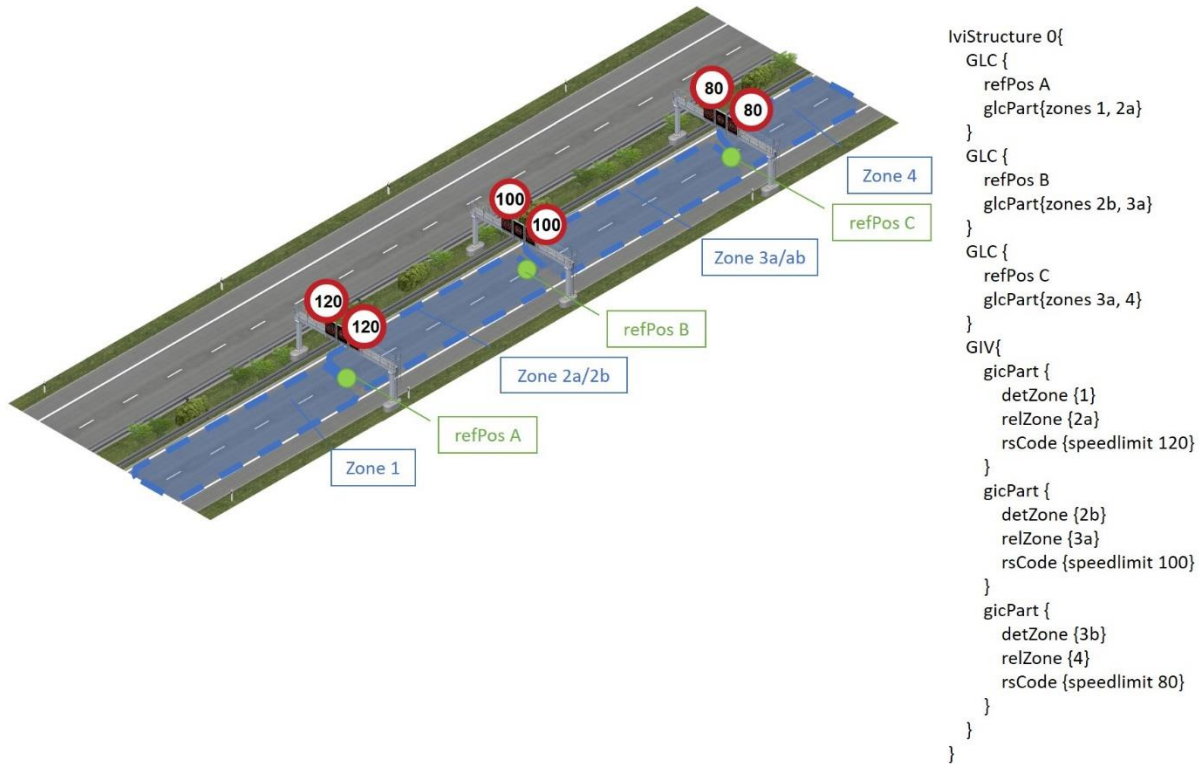 80
80
Zone 4
refPos C
100
100
Zone 3a/ab
refPos B
120
120
Zone 2a/2b
refPos A
Zone 1
IviStructure 0{
GLC {
refPos A
glcPart{zones 1, 2a}
}
GLC {
refPos B
glcPart{zones 2b, 3a}
}
GLC {
refPos C
glcPart{zones 3a, 4}
}
GIV{
gicPart {
detZone {1}
relZone {2a}
rsCode {speedlimit 120}
}
gicPart {
detZone {2b}
relZone {3a}
rsCode {speedlimit 100}
}
gicPart {
detZone {3b}
relZone {4}
rsCode {speedlimit 80}
}
}
}